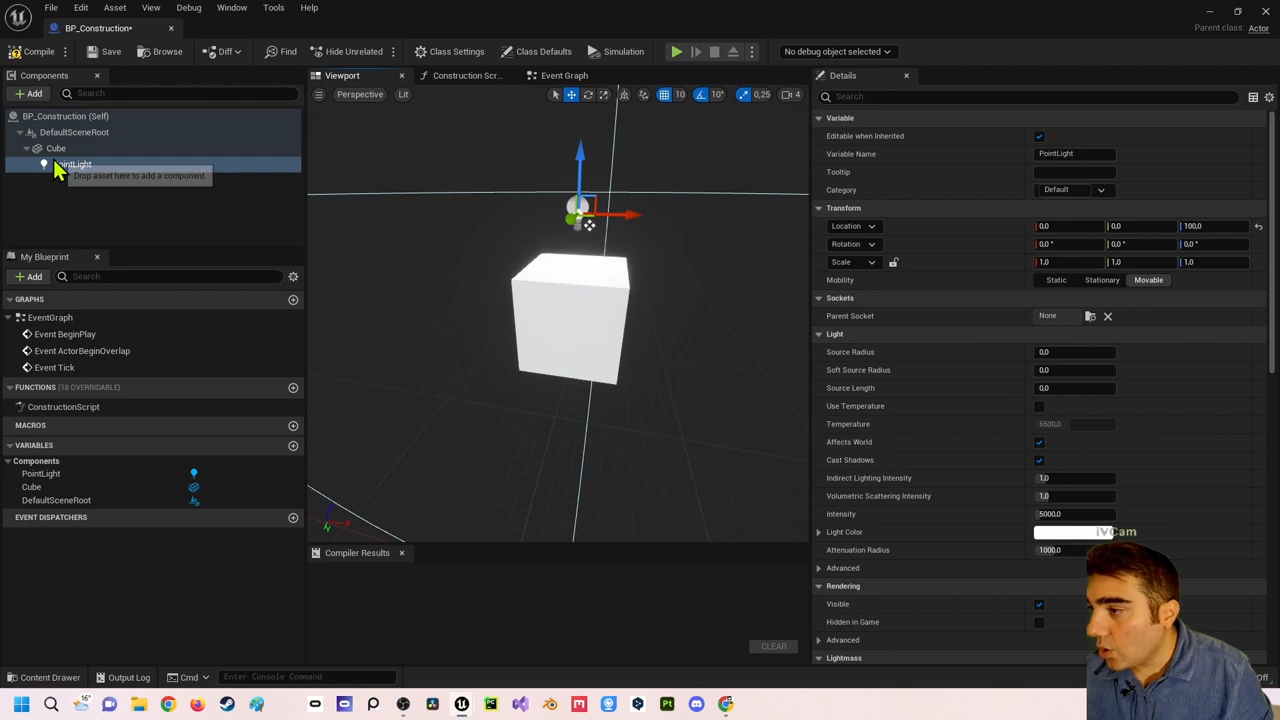 File Edit Asset View Debug Window Tools Help
BP_Construction*
Parent class: Actor
Compile Save Browse Diff Find Hide Unrelated Class Settings Class Defaults Simulation No debug object selected
Components Viewport Construction Scr... Event Graph Details
Add Search Perspective Lit 10 10° 0,25 4 Search
BP_Construction (Self)
DefaultSceneRoot
Cube
PointLight
Drop asset here to add a component.
My Blueprint
Add Search
GRAPHS
EventGraph
Event BeginPlay
Event ActorBeginOverlap
Event Tick
FUNCTIONS (18 OVERRIDABLE)
ConstructionScript
MACROS
VARIABLES
Components
PointLight
Cube
DefaultSceneRoot
EVENT DISPATCHERS
Compiler Results
CLEAR
Variable
Editable when Inherited
Variable Name PointLight
Tooltip
Category Default
Transform
Location 0,0 0,0 100,0
Rotation 0,0 ° 0,0 ° 0,0 °
Scale 1,0 1,0 1,0
Mobility Static Stationary Movable
Sockets
Parent Socket None
Light
Source Radius 0,0
Soft Source Radius 0,0
Source Length 0,0
Use Temperature
Temperature 6500,0
Affects World
Cast Shadows
Indirect Lighting Intensity 1,0
Volumetric Scattering Intensity 1,0
Intensity 5000,0
Light Color
iVCam
Attenuation Radius 1000,0
Advanced
Rendering
Visible
Hidden in Game
Advanced
Lightmass
Content Drawer Output Log Cmd Enter Console Command Off
16°